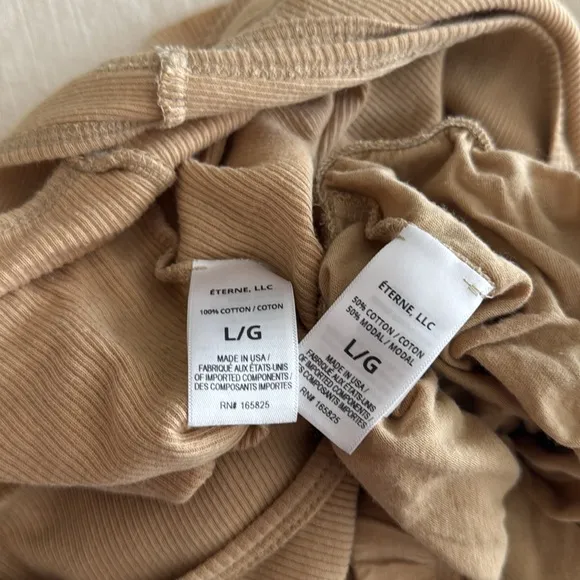 ÉTERNE, LLC
100% COTTON / COTON
L/G
MADE IN USA/
FABRIQUÉ AUX ÉTATS-UNIS
OF IMPORTED COMPONENTS/
DES COMPOSANTS IMPORTES
RN# 165825
ÉTERNE, LLC
50% COTTON / COTON
50% MODAL / MODAL
L/G
MADE IN USA/
FABRIQUÉ AUX ÉTATS-UNIS
OF IMPORTED COMPONENTS/
DES COMPOSANTS IMPORTES
RN# 165825